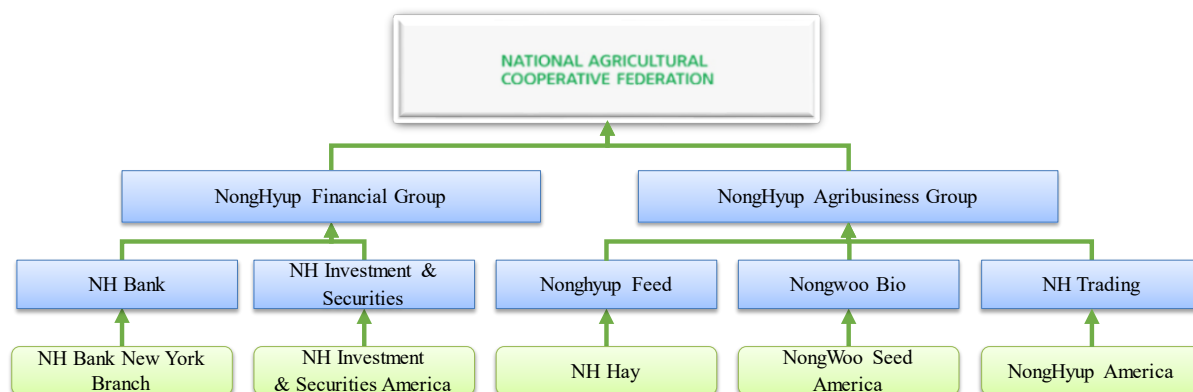 NATIONAL AGRICULTURAL
COOPERATIVE FEDERATION
NongHyup Financial Group
NongHyup Agribusiness Group
NH Bank
NH Investment &
Securities
Nonghyup Feed
Nongwoo Bio
NH Trading
NH Bank New York
Branch
NH Investment
& Securities America
NH Hay
NongWoo Seed
America
NongHyup America